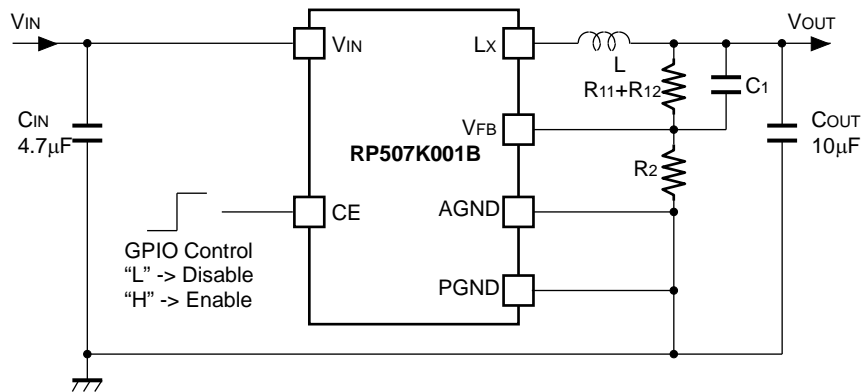 VIN
VIN
LX
VOUT
L
R11+R12
C1
CIN
4.7μF
VFB
COUT
10μF
RP507K001B
R2
CE
AGND
GPIO Control
“L” -> Disable
“H” -> Enable
PGND